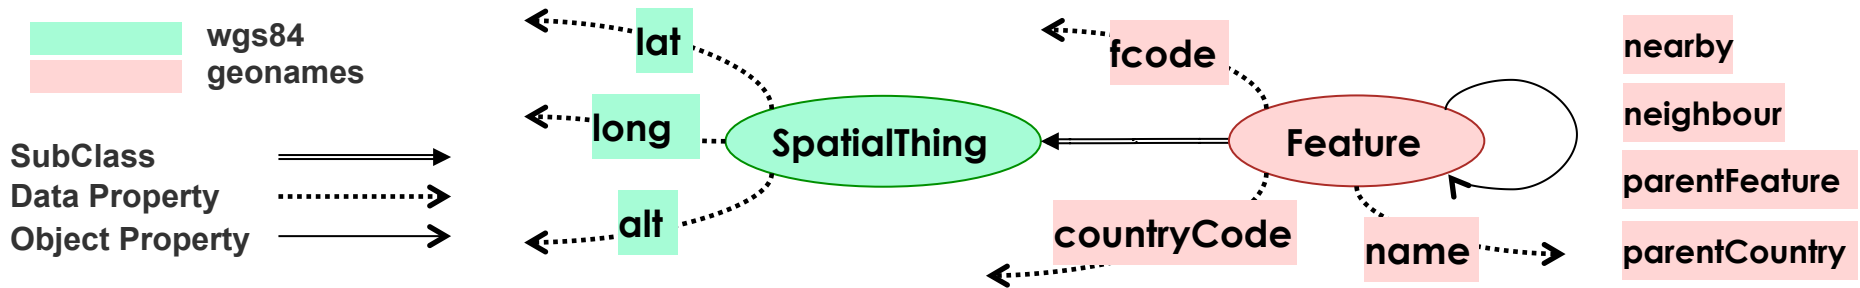 wgs84
geonames
SubClass
Data Property
Object Property
lat
long
alt
SpatialThing
fcode
Feature
countryCode
name
nearby
neighbour
parentFeature
parentCountry